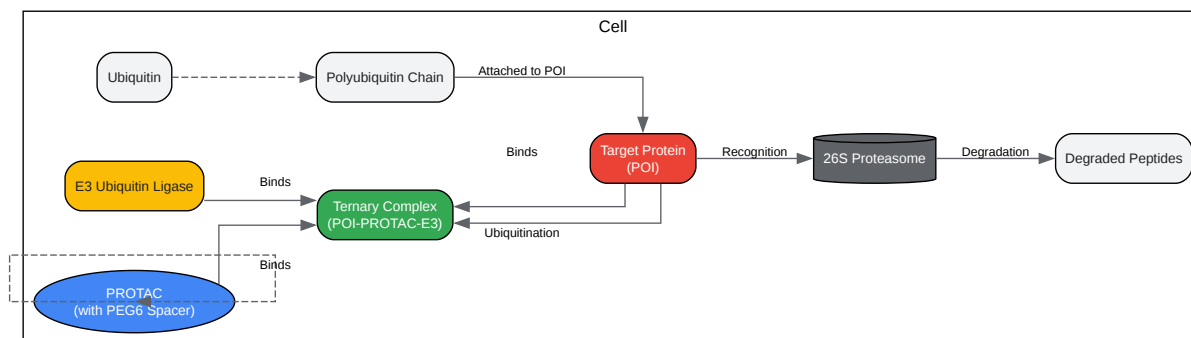 Cell
Ubiquitin
Polyubiquitin Chain
Attached to POI
Target Protein
(POI)
Binds
Recognition
26S Proteasome
Degradation
Degraded Peptides
E3 Ubiquitin Ligase
Binds
Ternary Complex
(POI-PROTAC-E3)
Ubiquitination
Binds
PROTAC
(with PEG6 Spacer)